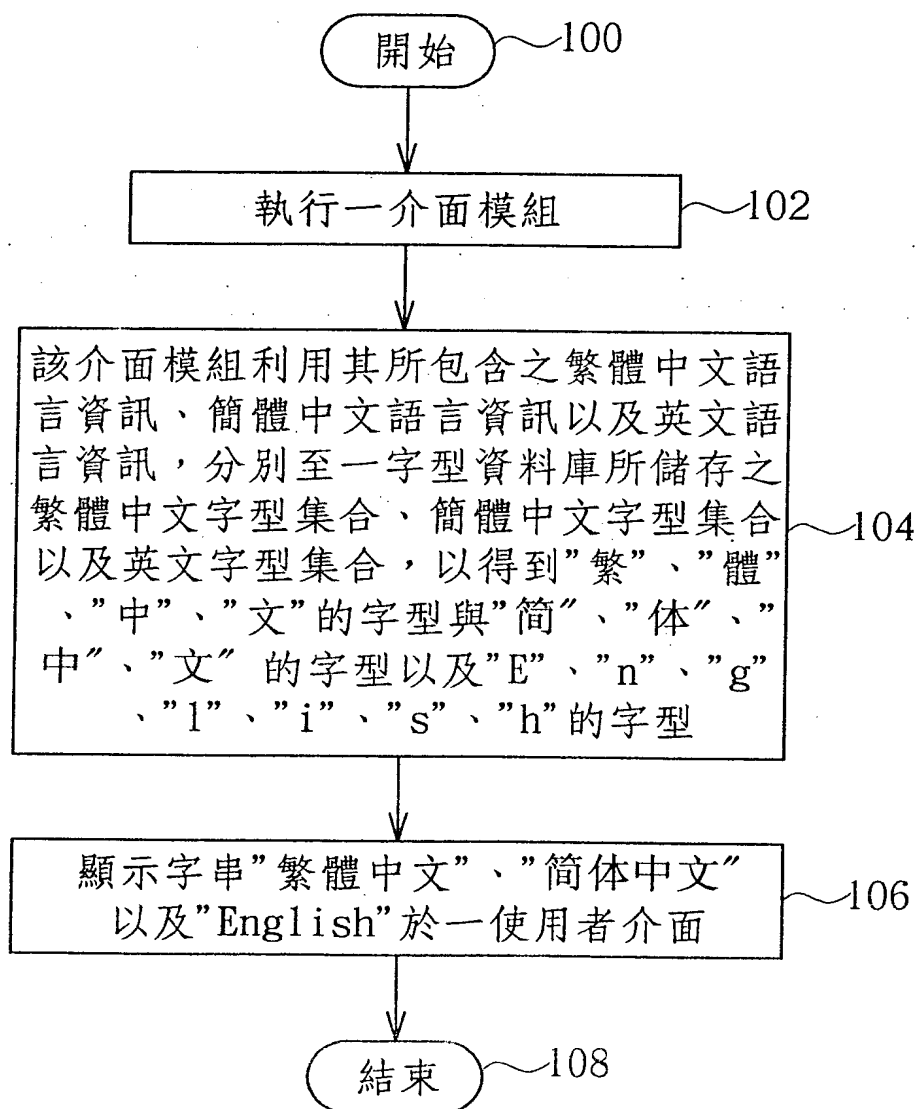 開始 100
執行一介面模組 102
該介面模組利用其所包含之繁體中文語
言資訊、簡體中文語言資訊以及英文語
言資訊，分別至一字型資料庫所儲存之
繁體中文字型集合、簡體中文字型集合
以及英文字型集合，以得到"繁"、"體"
、"中"、"文"的字型與"简"、"体"、"
中"、"文" 的字型以及"E"、"n"、"g"
、"l"、"i"、"s"、"h"的字型
104
顯示字串"繁體中文"、"简体中文"
以及"English"於一使用者介面
106
結束 108